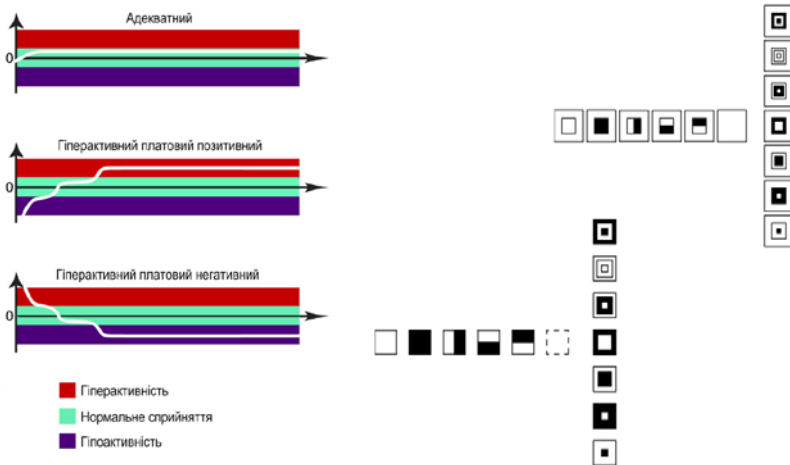 Адекватний
0
Гіперактивний платовий позитивний
0
Гіперактивний платовий негативний
0
Гіперактивність
Нормальне сприйняття
Гіпоактивність